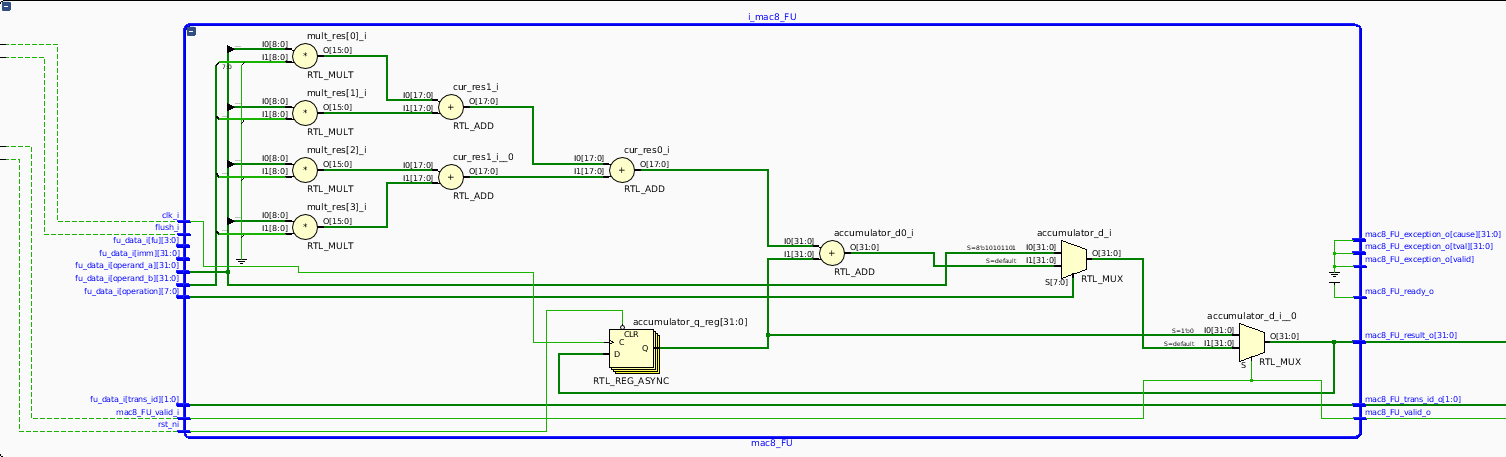 i_mac8_FU
mult_res[0]_i
I0[8:0]
O[15:0]
I1[8:0]
*
RTL_MULT
mult_res[1]_i
I0[8:0]
O[15:0]
I1[8:0]
*
RTL_MULT
mult_res[2]_i
I0[8:0]
O[15:0]
I1[8:0]
*
RTL_MULT
mult_res[3]_i
I0[8:0]
O[15:0]
I1[8:0]
*
RTL_MULT
cur_res1_i
I0[17:0]
O[17:0]
I1[17:0]
+
RTL_ADD
cur_res1_i__0
I0[17:0]
O[17:0]
I1[17:0]
+
RTL_ADD
cur_res0_i
I0[17:0]
O[17:0]
I1[17:0]
+
RTL_ADD
clk_i
flush_i
fu_data_i[fu][3:0]
fu_data_i[imm][31:0]
fu_data_i[operand_a][31:0]
fu_data_i[operand_b][31:0]
fu_data_i[operation][7:0]
accumulator_d0_i
I0[31:0]
O[31:0]
I1[31:0]
+
RTL_ADD
accumulator_d_i
S=8'b10101101
I0[31:0]
O[31:0]
S=default
I1[31:0]
S[7:0]
RTL_MUX
accumulator_q_reg[31:0]
CLR
C
Q
D
RTL_REG_ASYNC
accumulator_d_i__0
S=1'b0
I0[31:0]
O[31:0]
S=default
I1[31:0]
S
RTL_MUX
mac8_FU_exception_o[cause][31:0]
mac8_FU_exception_o[tval][31:0]
mac8_FU_exception_o[valid]
mac8_FU_ready_o
mac8_FU_result_o[31:0]
fu_data_i[trans_id][1:0]
mac8_FU_valid_i
rst_ni
mac8_FU_trans_id_o[1:0]
mac8_FU_valid_o
mac8_FU